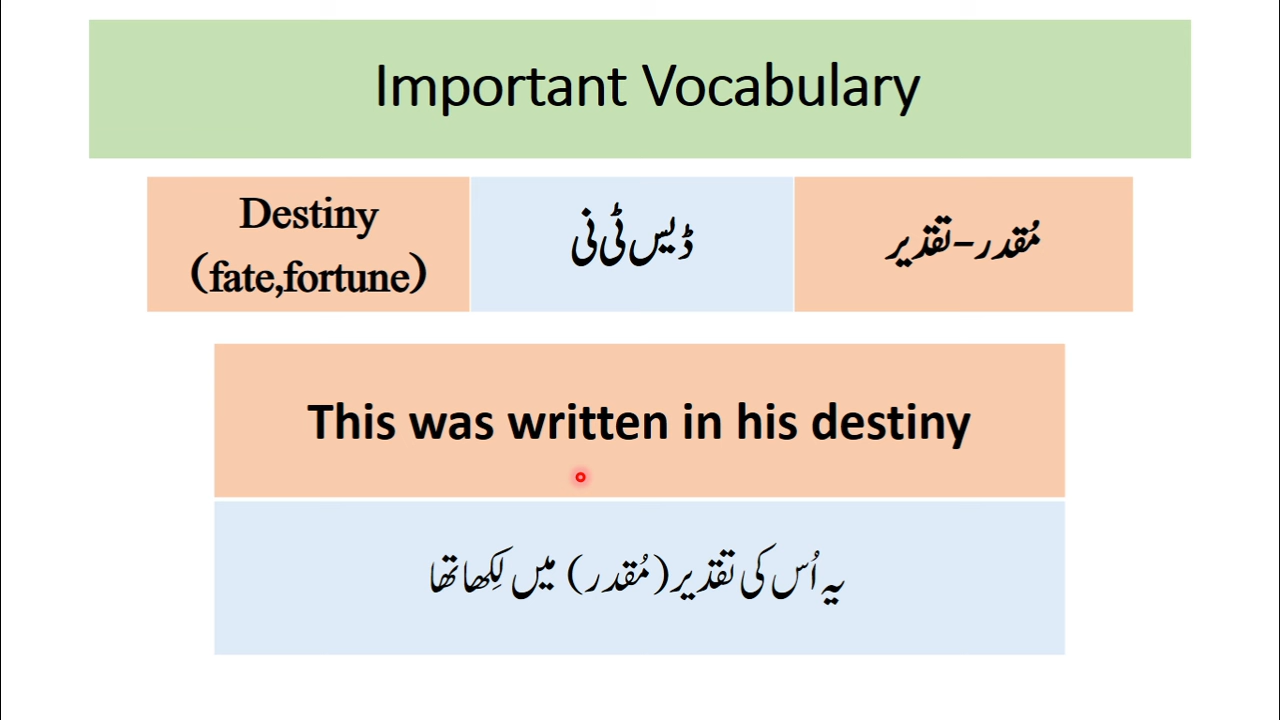 Important Vocabulary
Destiny
(fate,fortune)
ڈیس ٹی نی
مُقدر-تقدیر
This was written in his destiny
یہ اُس کی تقدیر(مُقدر) میں لِکھا تھا